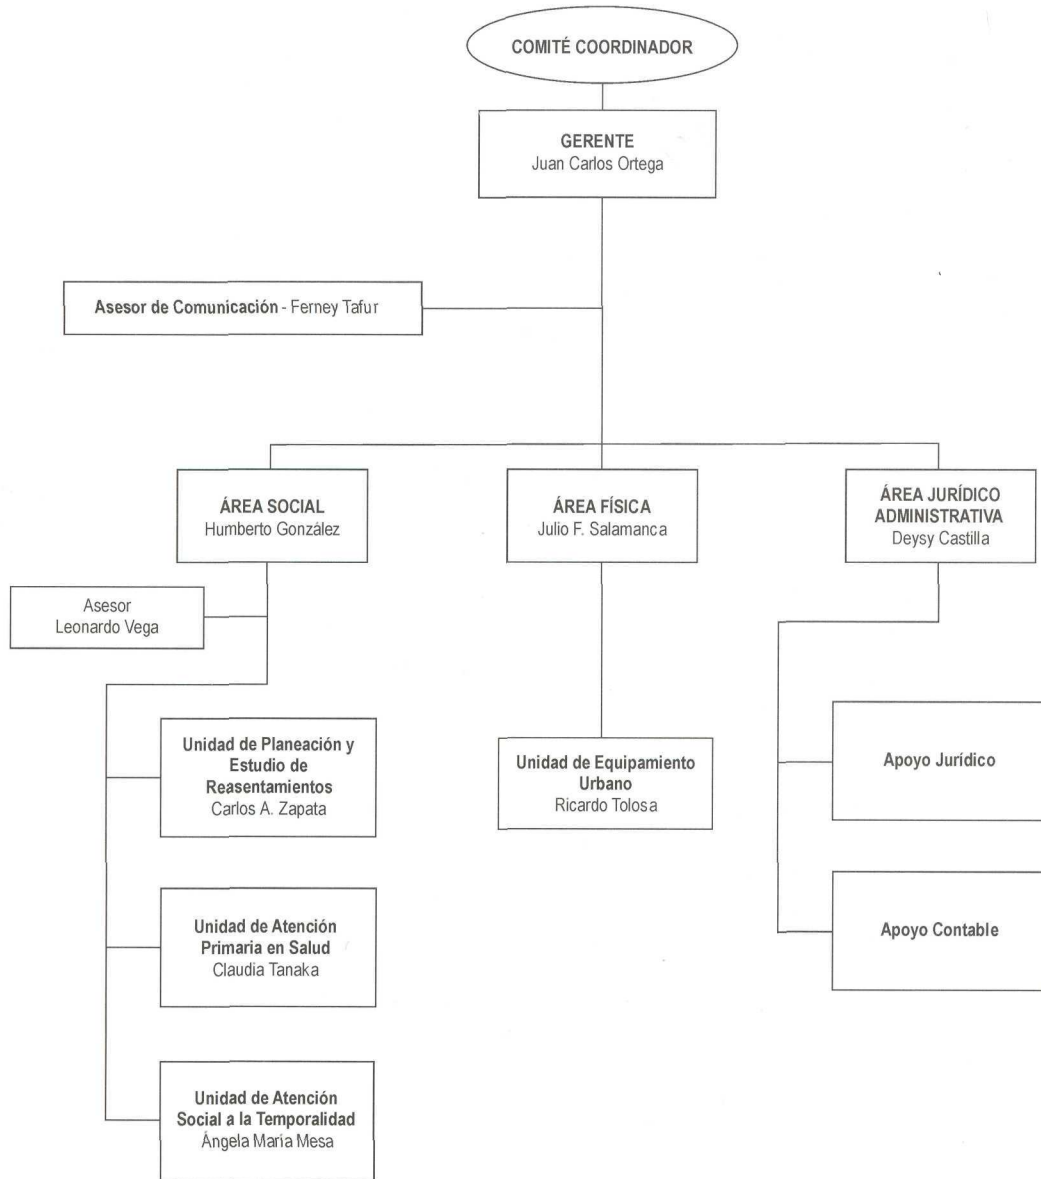 COMITÉ COORDINADOR
GERENTE
Juan Carlos Ortega
Asesor de Comunicación - Ferney Tafur
ÁREA SOCIAL
Humberto González
ÁREA FÍSICA
Julio F. Salamanca
ÁREA JURÍDICO
ADMINISTRATIVA
Deysy Castilla
Asesor
Leonardo Vega
Unidad de Planeación y
Estudio de
Reasentamientos
Carlos A. Zapata
Unidad de Equipamiento
Urbano
Ricardo Tolosa
Apoyo Jurídico
Unidad de Atención
Primaria en Salud
Claudia Tanaka
Apoyo Contable
Unidad de Atención
Social a la Temporalidad
Ángela María Mesa